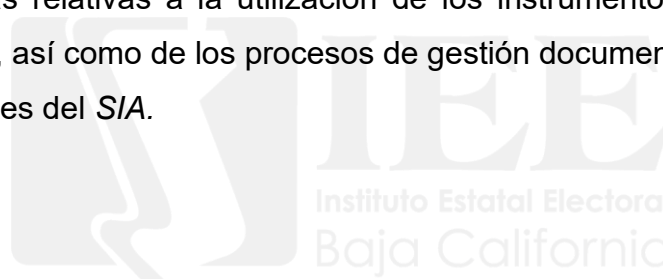 relativas a la utilización de los
, así como de los procesos de gestión
es del SIA.
IEE
Instituto Estatal
Baja